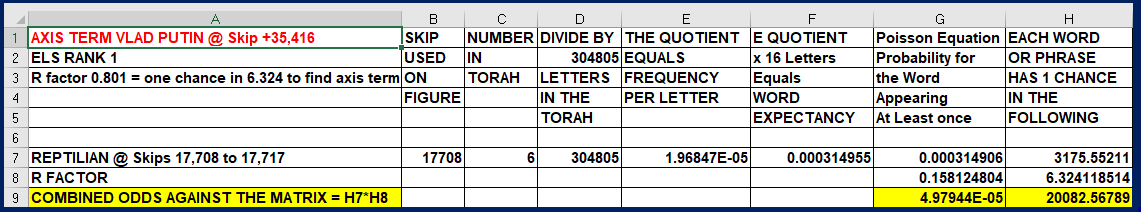 A B C D E F G H
1 AXIS TERM VLAD PUTIN @ Skip +35,416 SKIP NUMBER DIVIDE BY THE QUOTIENT E QUOTIENT Poisson Equation EACH WORD
2 ELS RANK 1 USED IN 304805 EQUALS x 16 Letters Probability for OR PHRASE
3 R factor 0.801 = one chance in 6.324 to find axis term ON TORAH LETTERS FREQUENCY Equals the Word HAS 1 CHANCE
4 FIGURE IN THE PER LETTER WORD Appearing IN THE
5 TORAH EXPECTANCY At Least once FOLLOWING
6
7 REPTILIAN @ Skips 17,708 to 17,717 17708 6 304805 1.96847E-05 0.000314955 0.000314906 3175.55211
8 R FACTOR 0.158124804 6.324118514
9 COMBINED ODDS AGAINST THE MATRIX = H7*H8 4.97944E-05 20082.56789